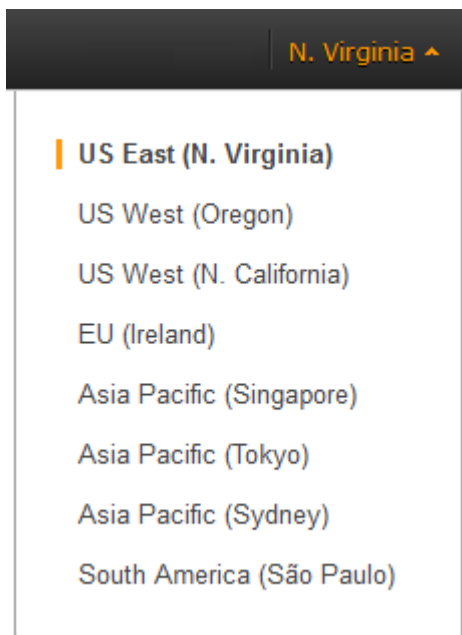 N. Virginia
US East (N. Virginia)
US West (Oregon)
US West (N. California)
EU (Ireland)
Asia Pacific (Singapore)
Asia Pacific (Tokyo)
Asia Pacific (Sydney)
South America (São Paulo)